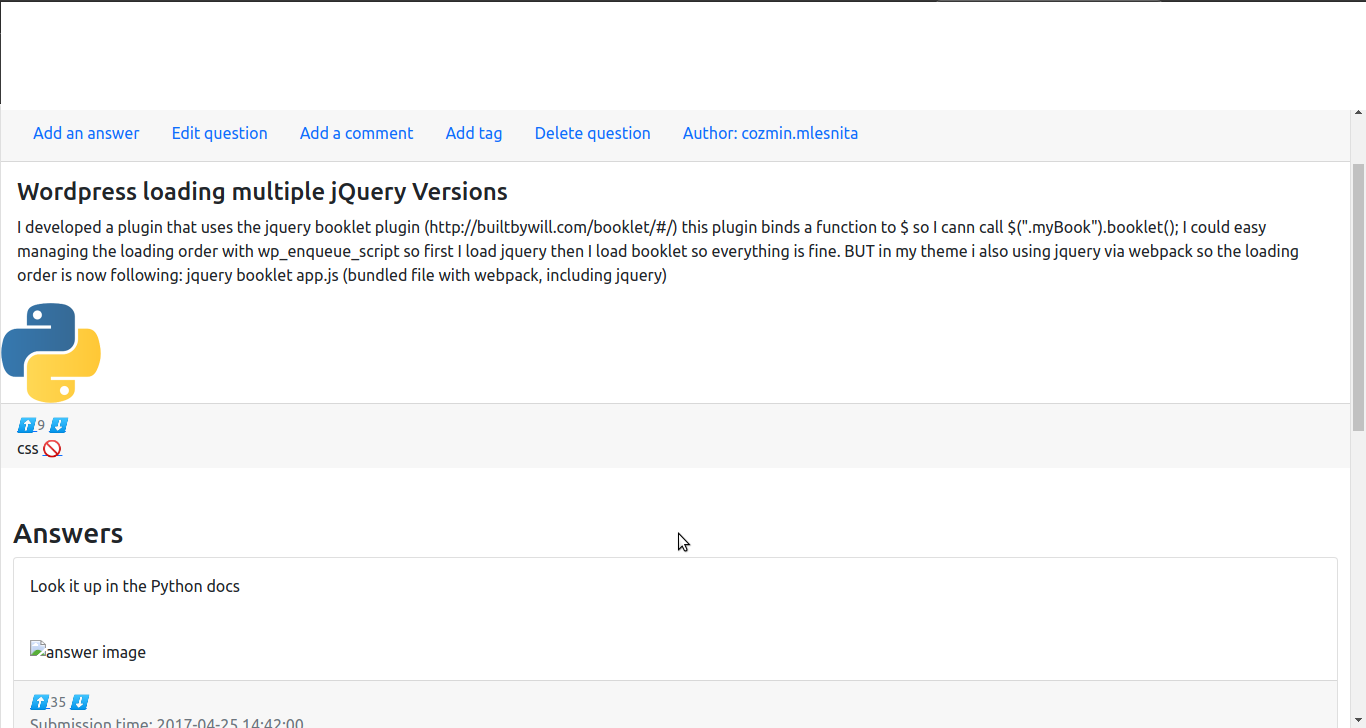 Add an answer Edit question Add a comment Add tag Delete question Author: cozmin.mlesnita
Wordpress loading multiple jQuery Versions
I developed a plugin that uses the jquery booklet plugin (http://builtbywill.com/booklet/#/) this plugin binds a function to $ so I cann call $(".myBook").booklet(); I could easy
managing the loading order with wp_enqueue_script so first I load jquery then I load booklet so everything is fine. BUT in my theme i also using jquery via webpack so the loading
order is now following: jquery booklet app.js (bundled file with webpack, including jquery)
9
css
Answers
Look it up in the Python docs
answer image
35
Submission time: 2017-04-25 14:42:00